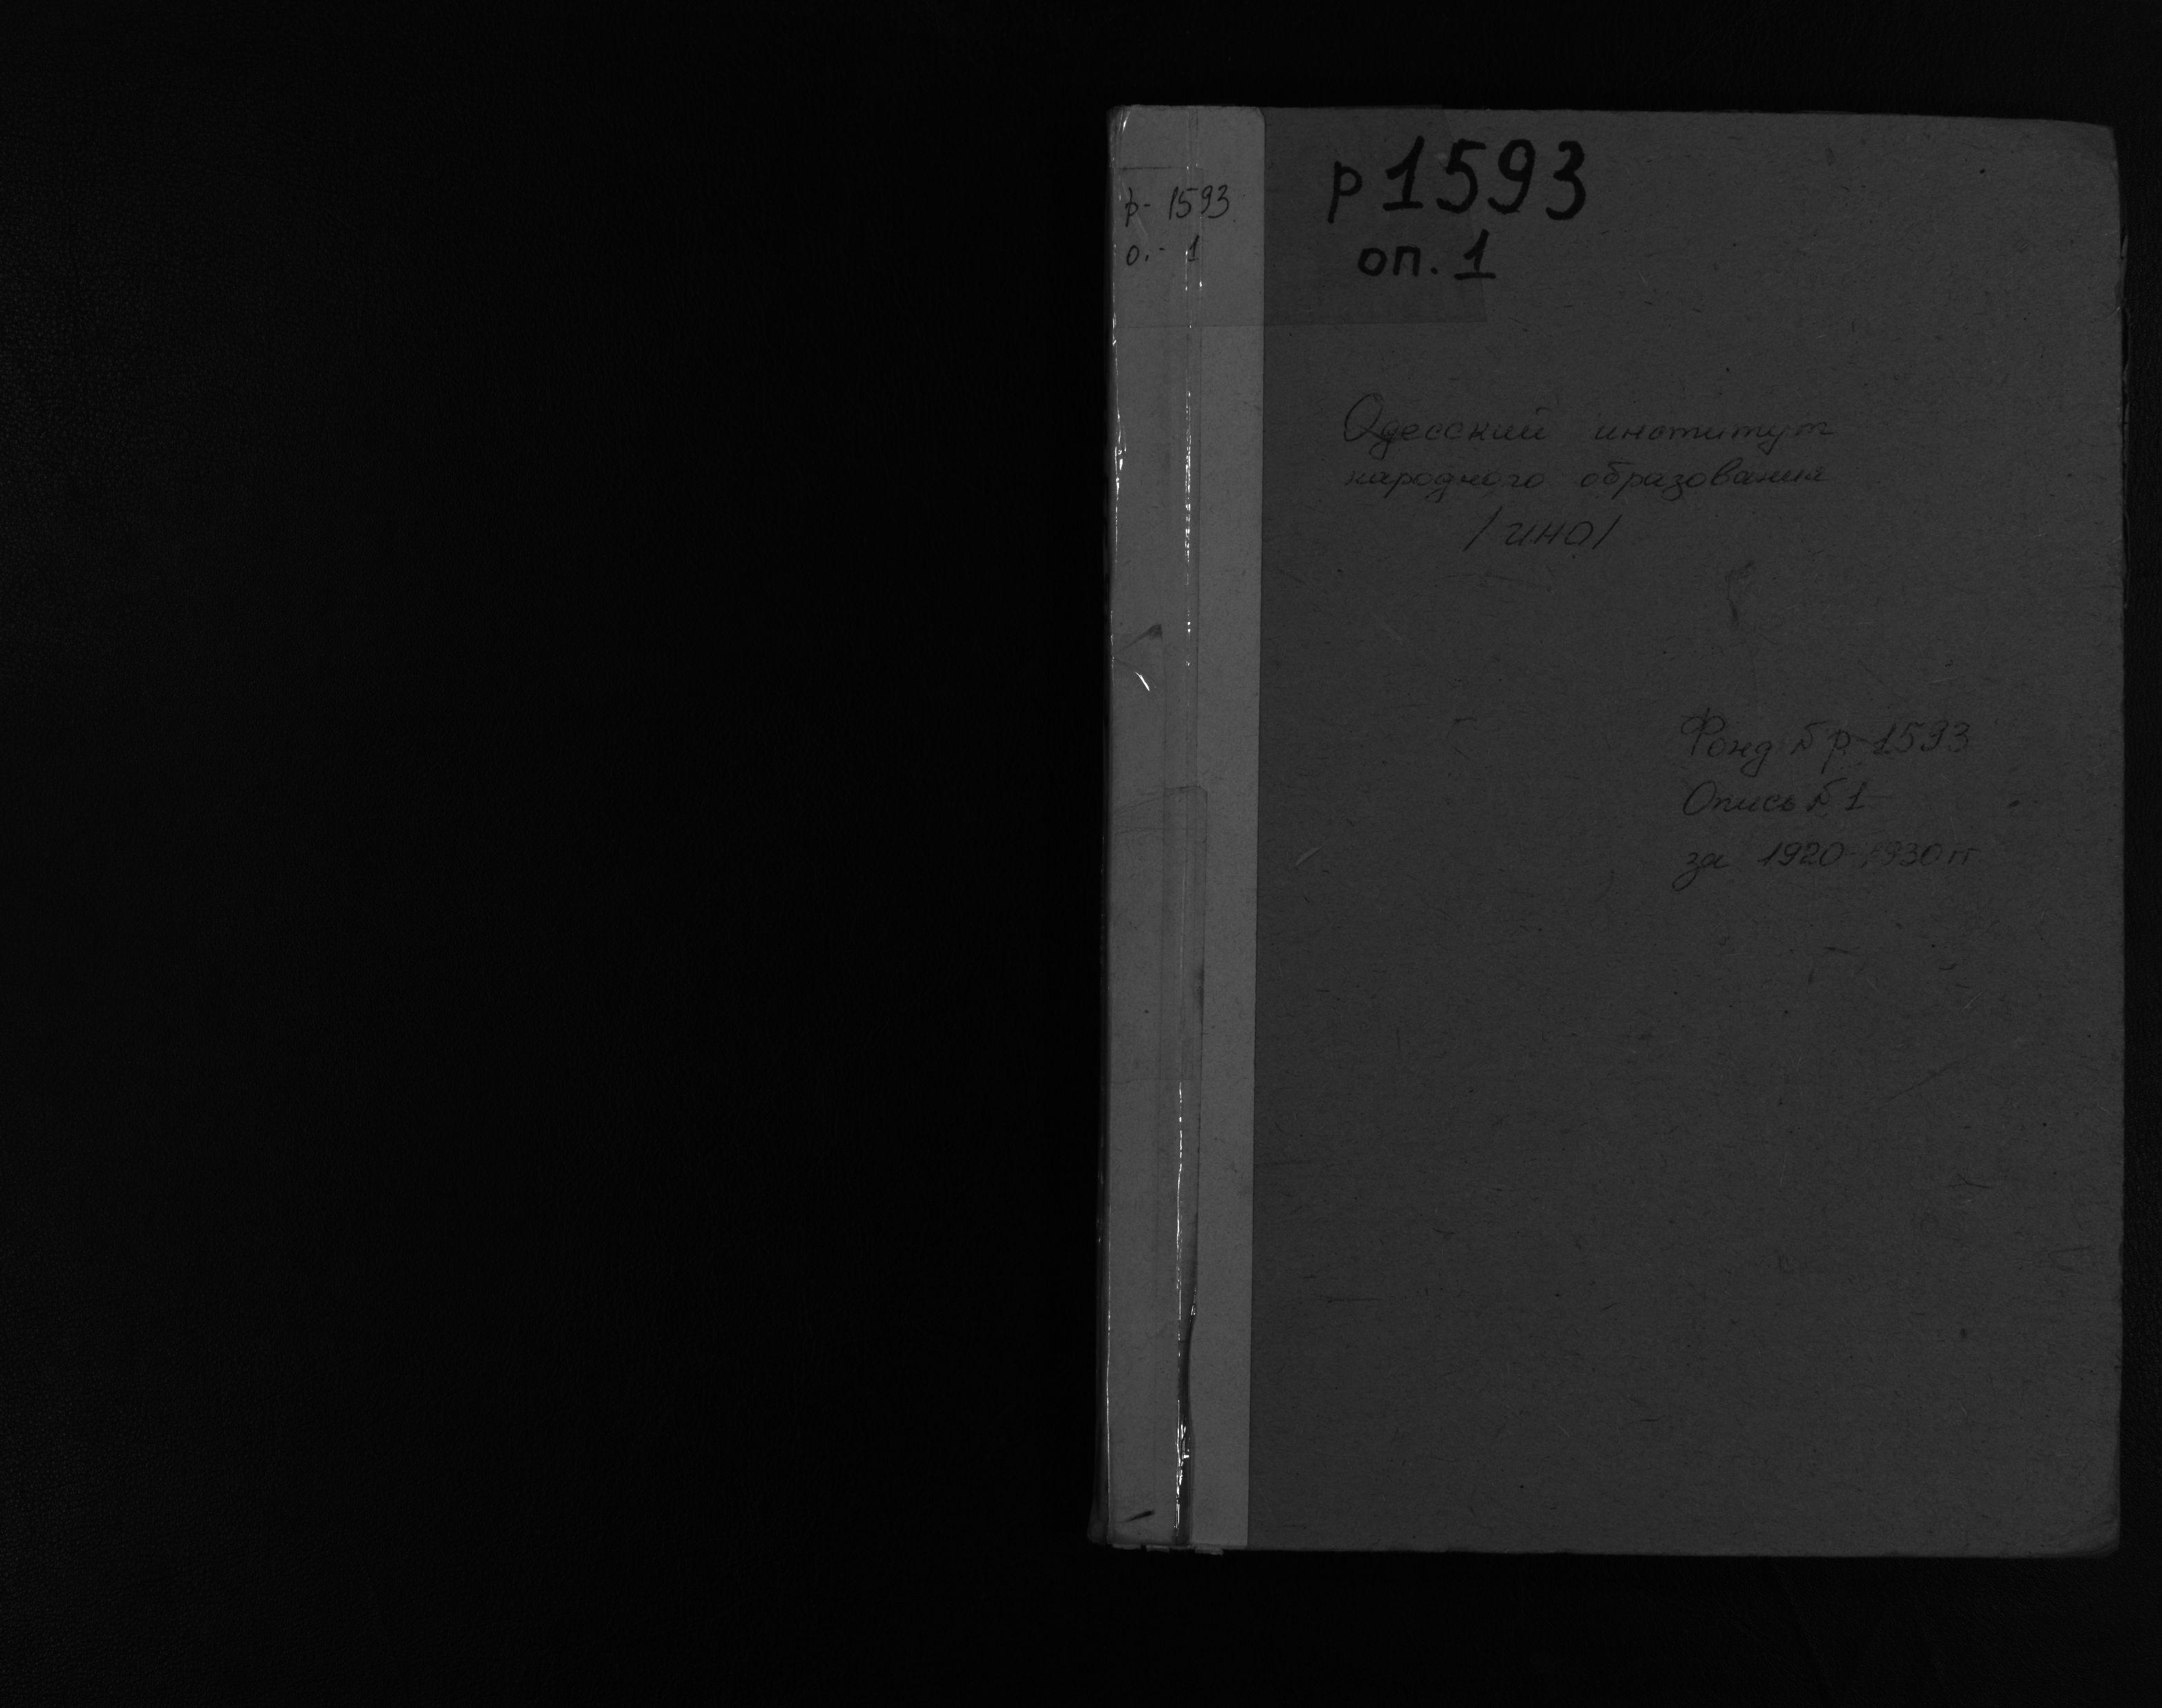 р- 1593
о.- 1
р 1593
оп. 1
Одесский институт
народного образования
/ИНО/
Фонд № р-1593
Опись № 1
за 1920-1930 гг